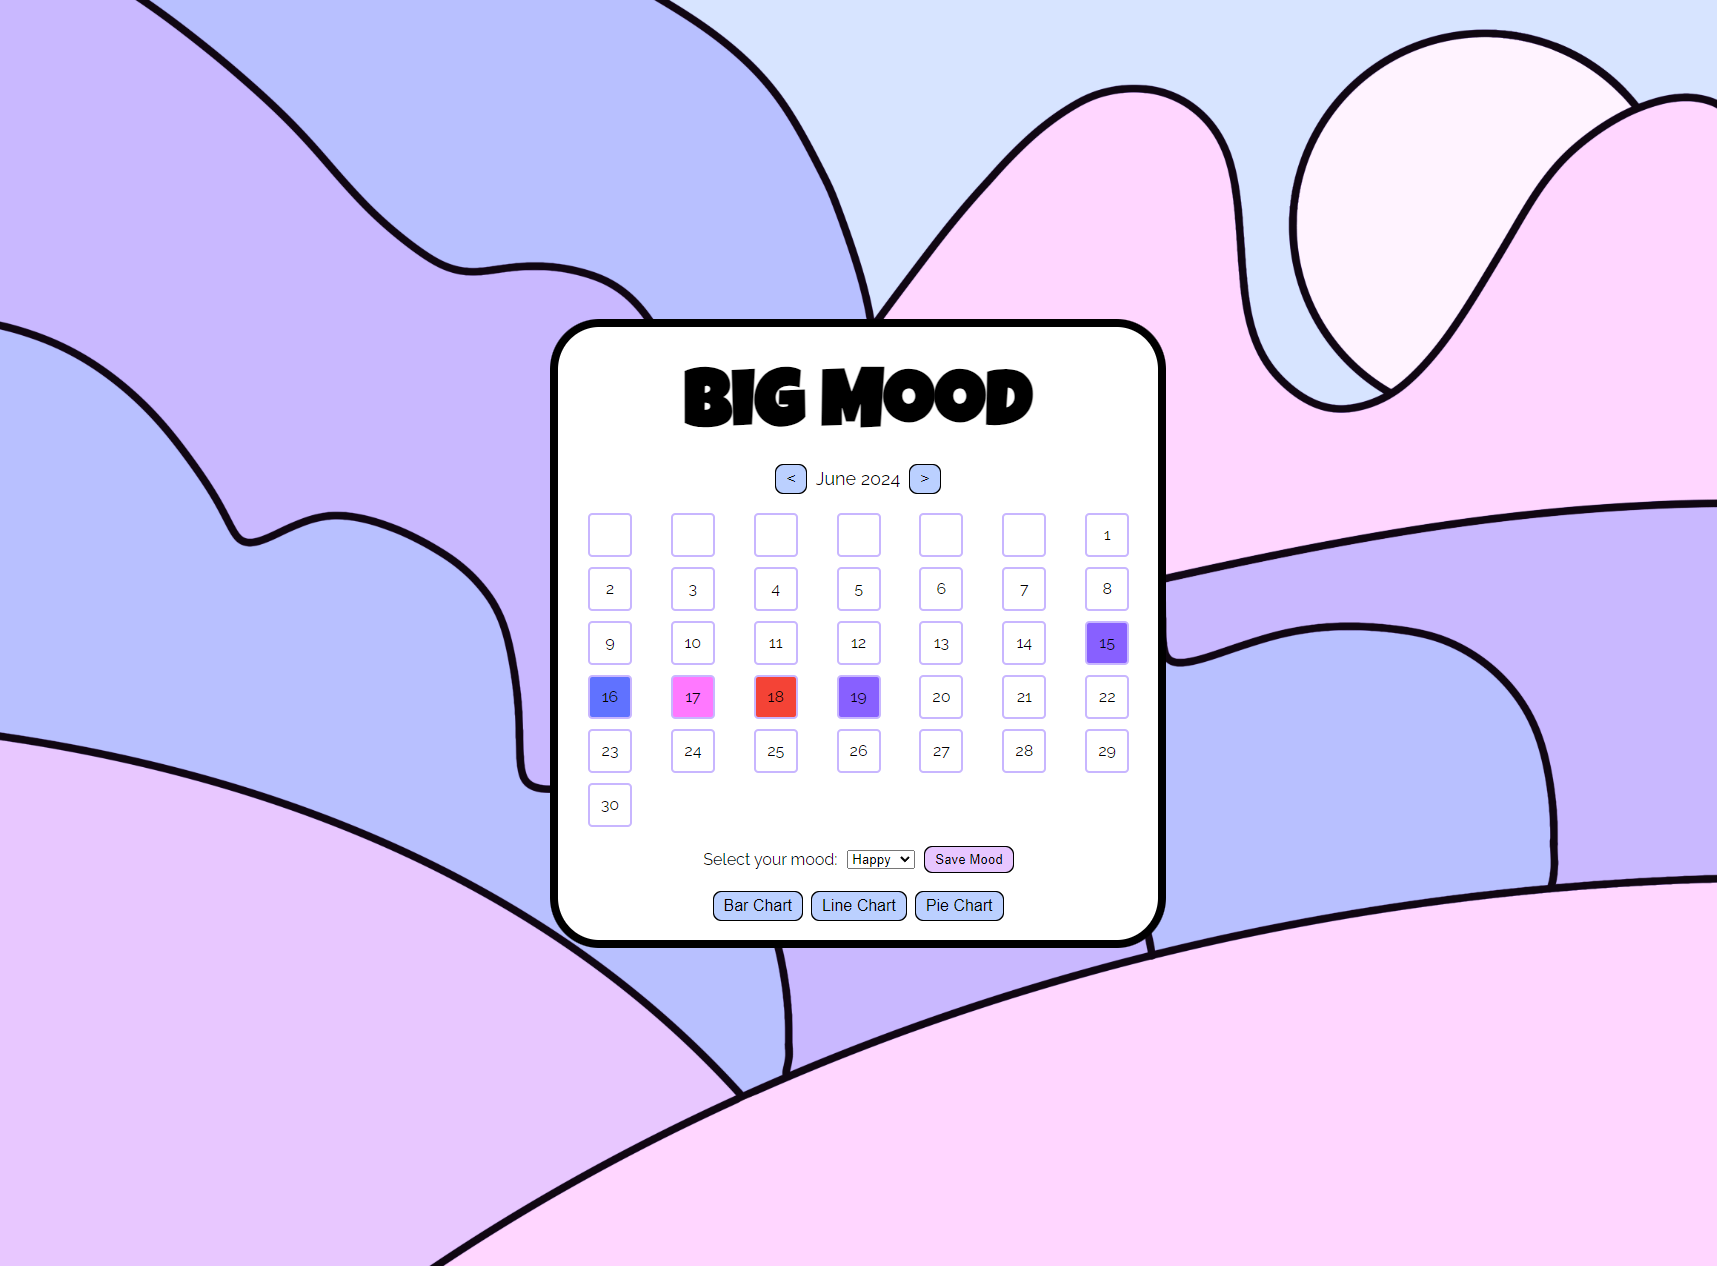 BIG MOOD
< June 2024 >
1
2 3 4 5 6 7 8
9 10 11 12 13 14 15
16 17 18 19 20 21 22
23 24 25 26 27 28 29
30
Select your mood: Happy Save Mood
Bar Chart Line Chart Pie Chart